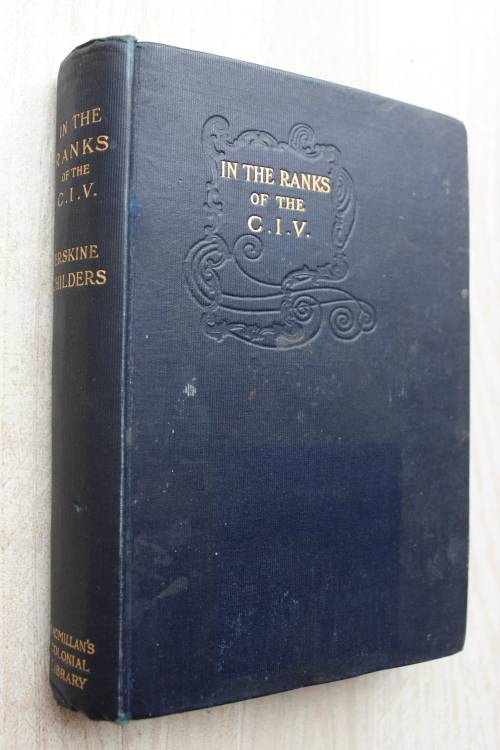 IN THE
RANKS
OF THE
C.I.V.
ERSKINE
CHILDERS
MACMILLAN'S
COLONIAL
LIBRARY
IN THE RANKS
OF THE
C.I.V.